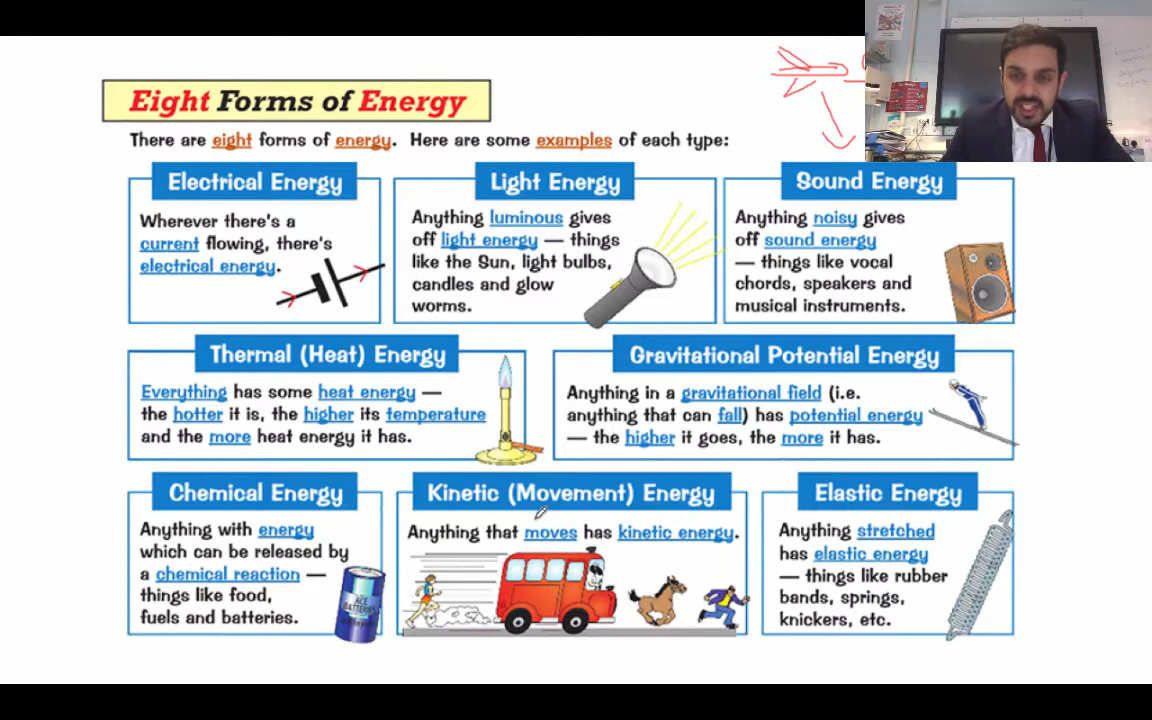 Eight Forms of Energy
There are eight forms of energy. Here are some examples of each type:
Electrical Energy
Wherever there's a
current flowing, there's
electrical energy.
Light Energy
Anything luminous gives
off light energy — things
like the Sun, light bulbs,
candles and glow
worms.
Sound Energy
Anything noisy gives
off sound energy
— things like vocal
chords, speakers and
musical instruments.
Thermal (Heat) Energy
Everything has some heat energy —
the hotter it is, the higher its temperature
and the more heat energy it has.
Gravitational Potential Energy
Anything in a gravitational field (i.e.
anything that can fall) has potential energy
— the higher it goes, the more it has.
Chemical Energy
Anything with energy
which can be released by
a chemical reaction —
things like food,
fuels and batteries.
ACE
BATTERIES
Kinetic (Movement) Energy
Anything that moves has kinetic energy.
Elastic Energy
Anything stretched
has elastic energy
— things like rubber
bands, springs,
knickers, etc.